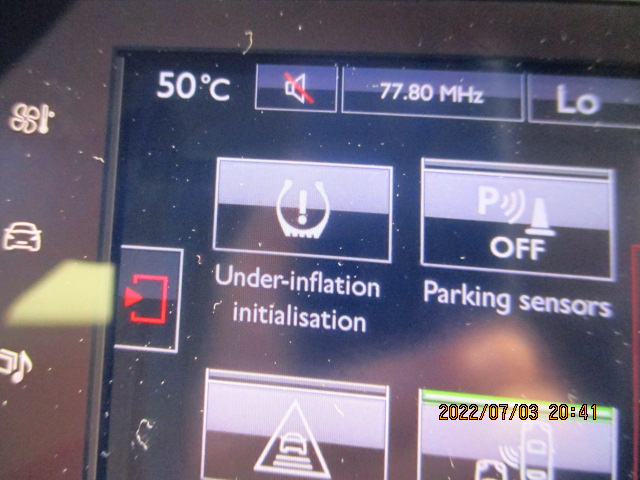 50°C
77.80 MHz
Lo
P
OFF
Under-inflation
initialisation
Parking sensors
2022/07/03 20:41